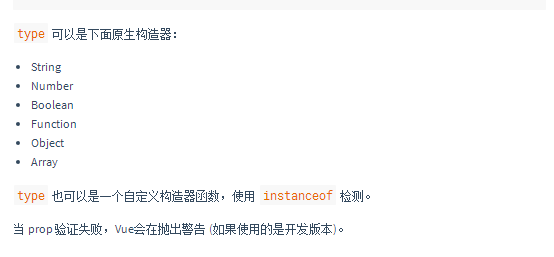 type 可以是下面原生构造器：
String
Number
Boolean
Function
Object
Array
type 也可以是一个自定义构造器函数，使用 instanceof 检测。
当 prop 验证失败，Vue会在抛出警告 (如果使用的是开发版本)。